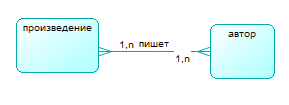 произведение
автор
1,n пишет
1,n